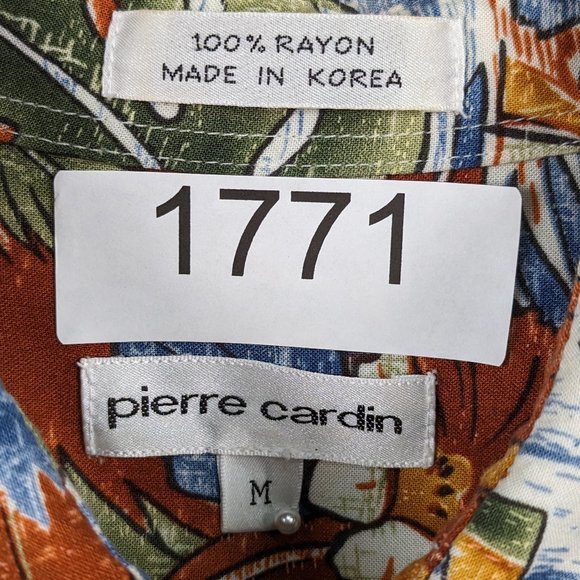 100% RAYON
MADE IN KOREA
1771
pierre cardin
M